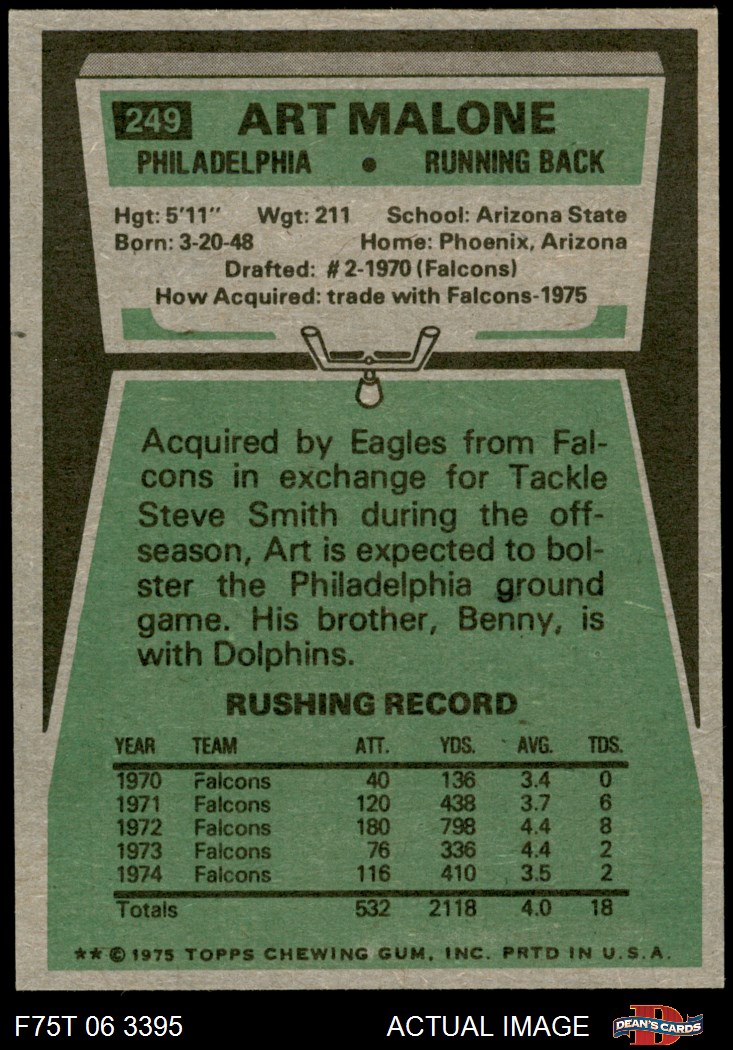 249 ART MALONE
PHILADELPHIA • RUNNING BACK
Hgt: 5'11" Wgt: 211 School: Arizona State
Born: 3-20-48 Home: Phoenix, Arizona
Drafted: #2-1970 (Falcons)
How Acquired: trade with Falcons-1975
Acquired by Eagles from Fal-
cons in exchange for Tackle
Steve Smith during the off-
season, Art is expected to bol-
ster the Philadelphia ground
game. His brother, Benny, is
with Dolphins.
RUSHING RECORD
YEAR TEAM ATT. YDS. AVG. TDS.
1970 Falcons 40 136 3.4 0
1971 Falcons 120 438 3.7 6
1972 Falcons 180 798 4.4 8
1973 Falcons 76 336 4.4 2
1974 Falcons 116 410 3.5 2
Totals 532 2118 4.0 18
**© 1975 TOPPS CHEWING GUM, INC. PRTD IN U.S.A.
F75T 06 3395 ACTUAL IMAGE D DEAN'S CARDS